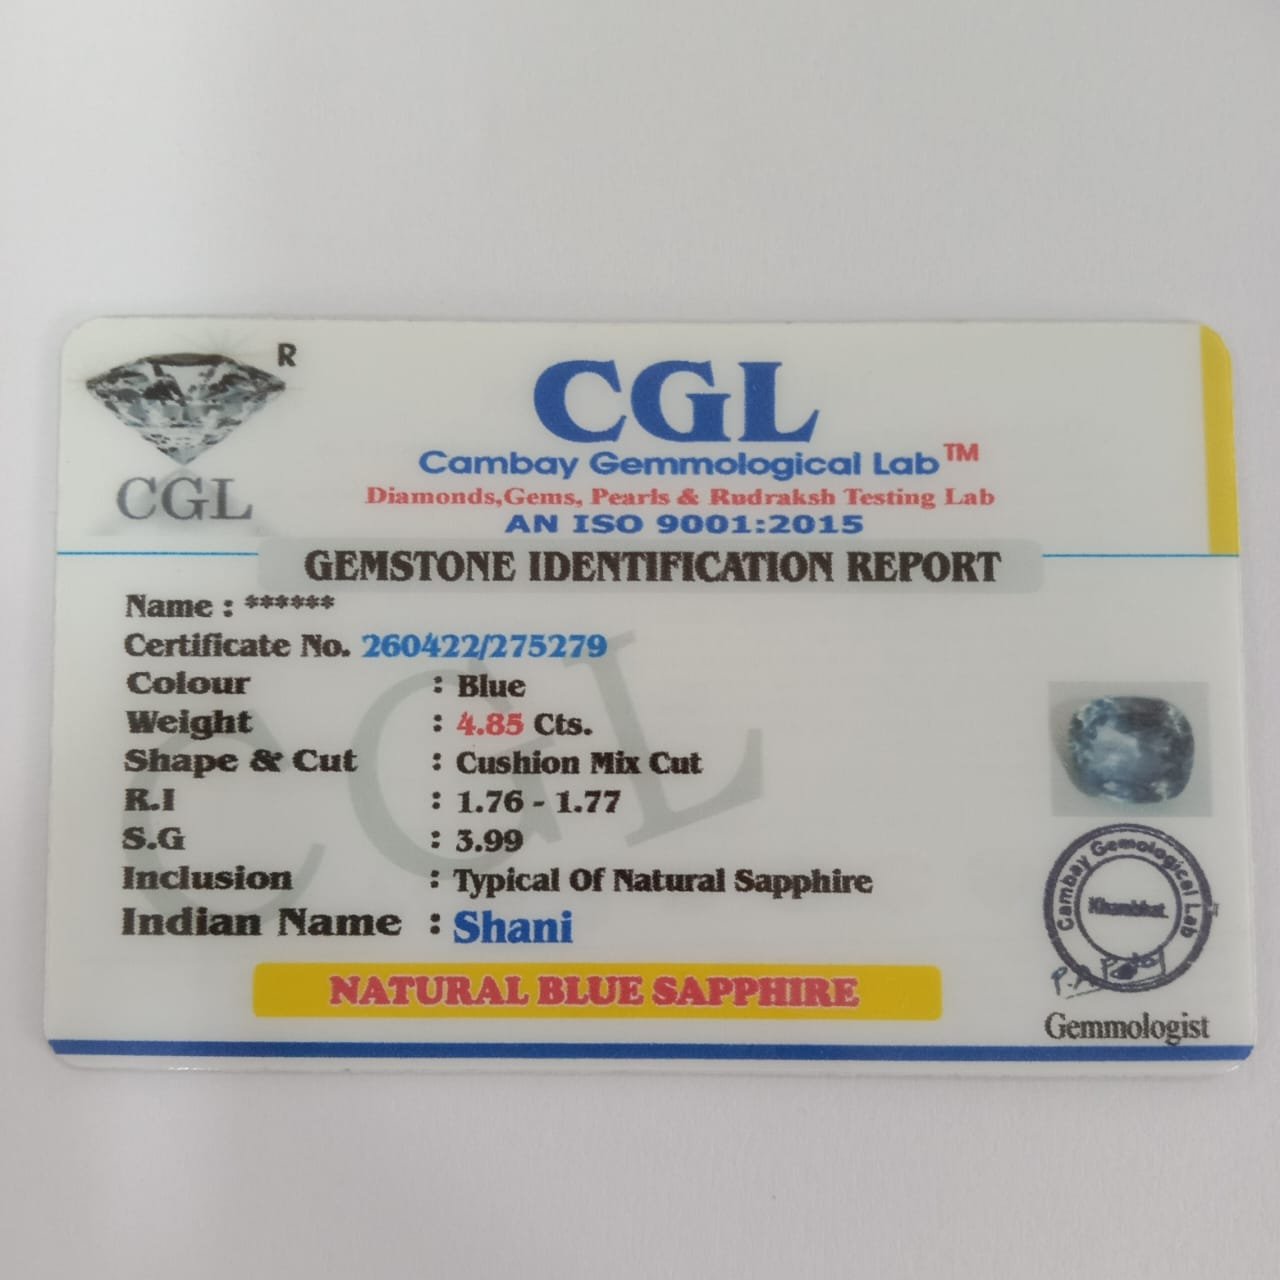 R
CGL
CGL
Cambay Gemmological Lab™
Diamonds,Gems, Pearls & Rudraksh Testing Lab
AN ISO 9001:2015
GEMSTONE IDENTIFICATION REPORT
Name : ******
Certificate No. 260422/275279
Colour : Blue
Weight : 4.85 Cts.
Shape & Cut : Cushion Mix Cut
R.I : 1.76 - 1.77
S.G : 3.99
Inclusion : Typical Of Natural Sapphire
Indian Name : Shani
NATURAL BLUE SAPPHIRE
CGL
Cambay Gemological Lab
Khambhat.
Gemmologist